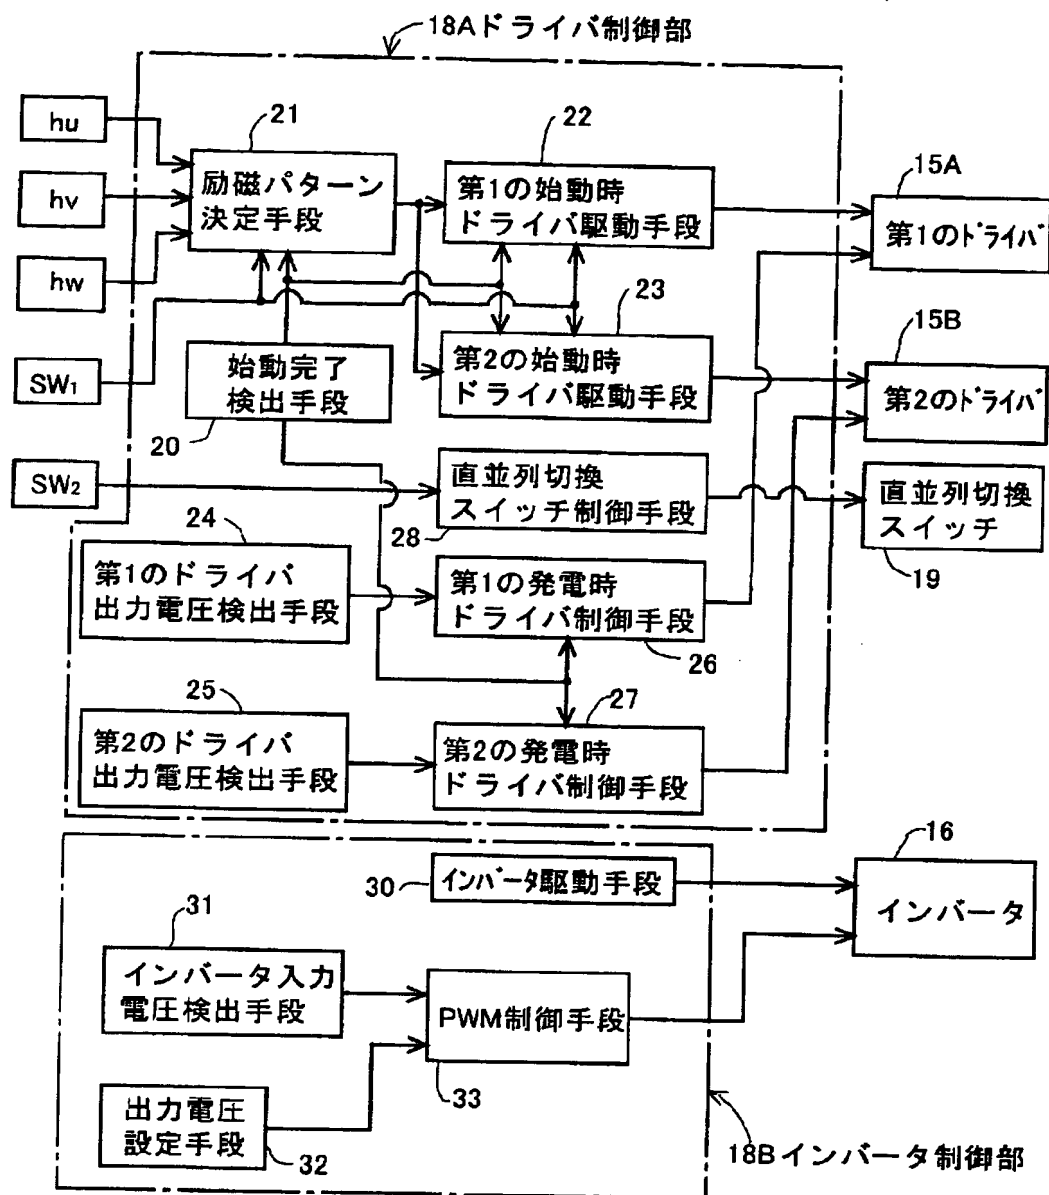 18Aドライバ制御部
hu
21
22
hv
励磁パターン
決定手段
第1の始動時
ドライバ駆動手段
15A
第1のドライバ
hw
23
15B
SW₁
始動完了
検出手段
20
第2の始動時
ドライバ駆動手段
第2のドライバ
SW₂
直並列切換
スイッチ制御手段
28
直並列切換
スイッチ
19
24
第1のドライバ
出力電圧検出手段
第1の発電時
ドライバ制御手段
26
25
27
第2のドライバ
出力電圧検出手段
第2の発電時
ドライバ制御手段
16
30
インバータ駆動手段
インバータ
31
インバータ入力
電圧検出手段
PWM制御手段
33
出力電圧
設定手段
32
18Bインバータ制御部